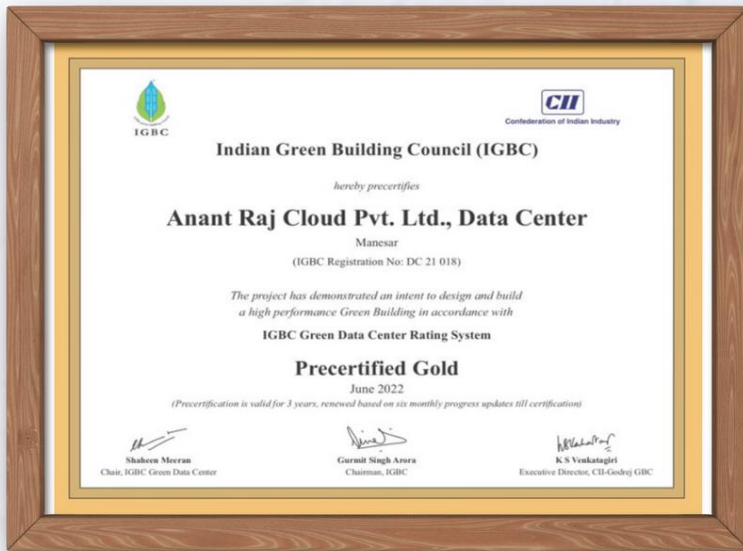 IGBC
CII
Confederation of Indian Industry
Indian Green Building Council (IGBC)
hereby precertifies
Anant Raj Cloud Pvt. Ltd., Data Center
Manesar
(IGBC Registration No: DC 21 018)
The project has demonstrated an intent to design and build
a high performance Green Building in accordance with
IGBC Green Data Center Rating System
Precertified Gold
June 2022
(Precertification is valid for 3 years, renewed based on six monthly progress updates till certification)
Shaheen Meeran
Chair, IGBC Green Data Center
Gurmit Singh Arora
Chairman, IGBC
K S Venkatagiri
Executive Director, CII-Godrej GBC